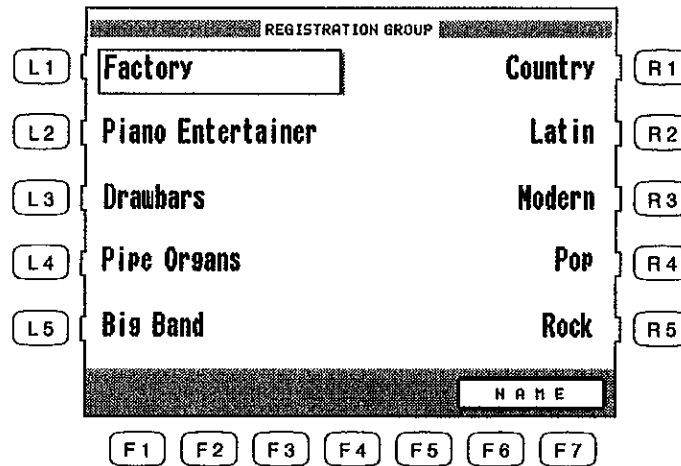 REGISTRATION GROUP
L1 Factory Country R1
L2 Piano Entertainer Latin R2
L3 Drawbars Modern R3
L4 Pipe Organs Pop R4
L5 Big Band Rock R5
NAME
F1 F2 F3 F4 F5 F6 F7